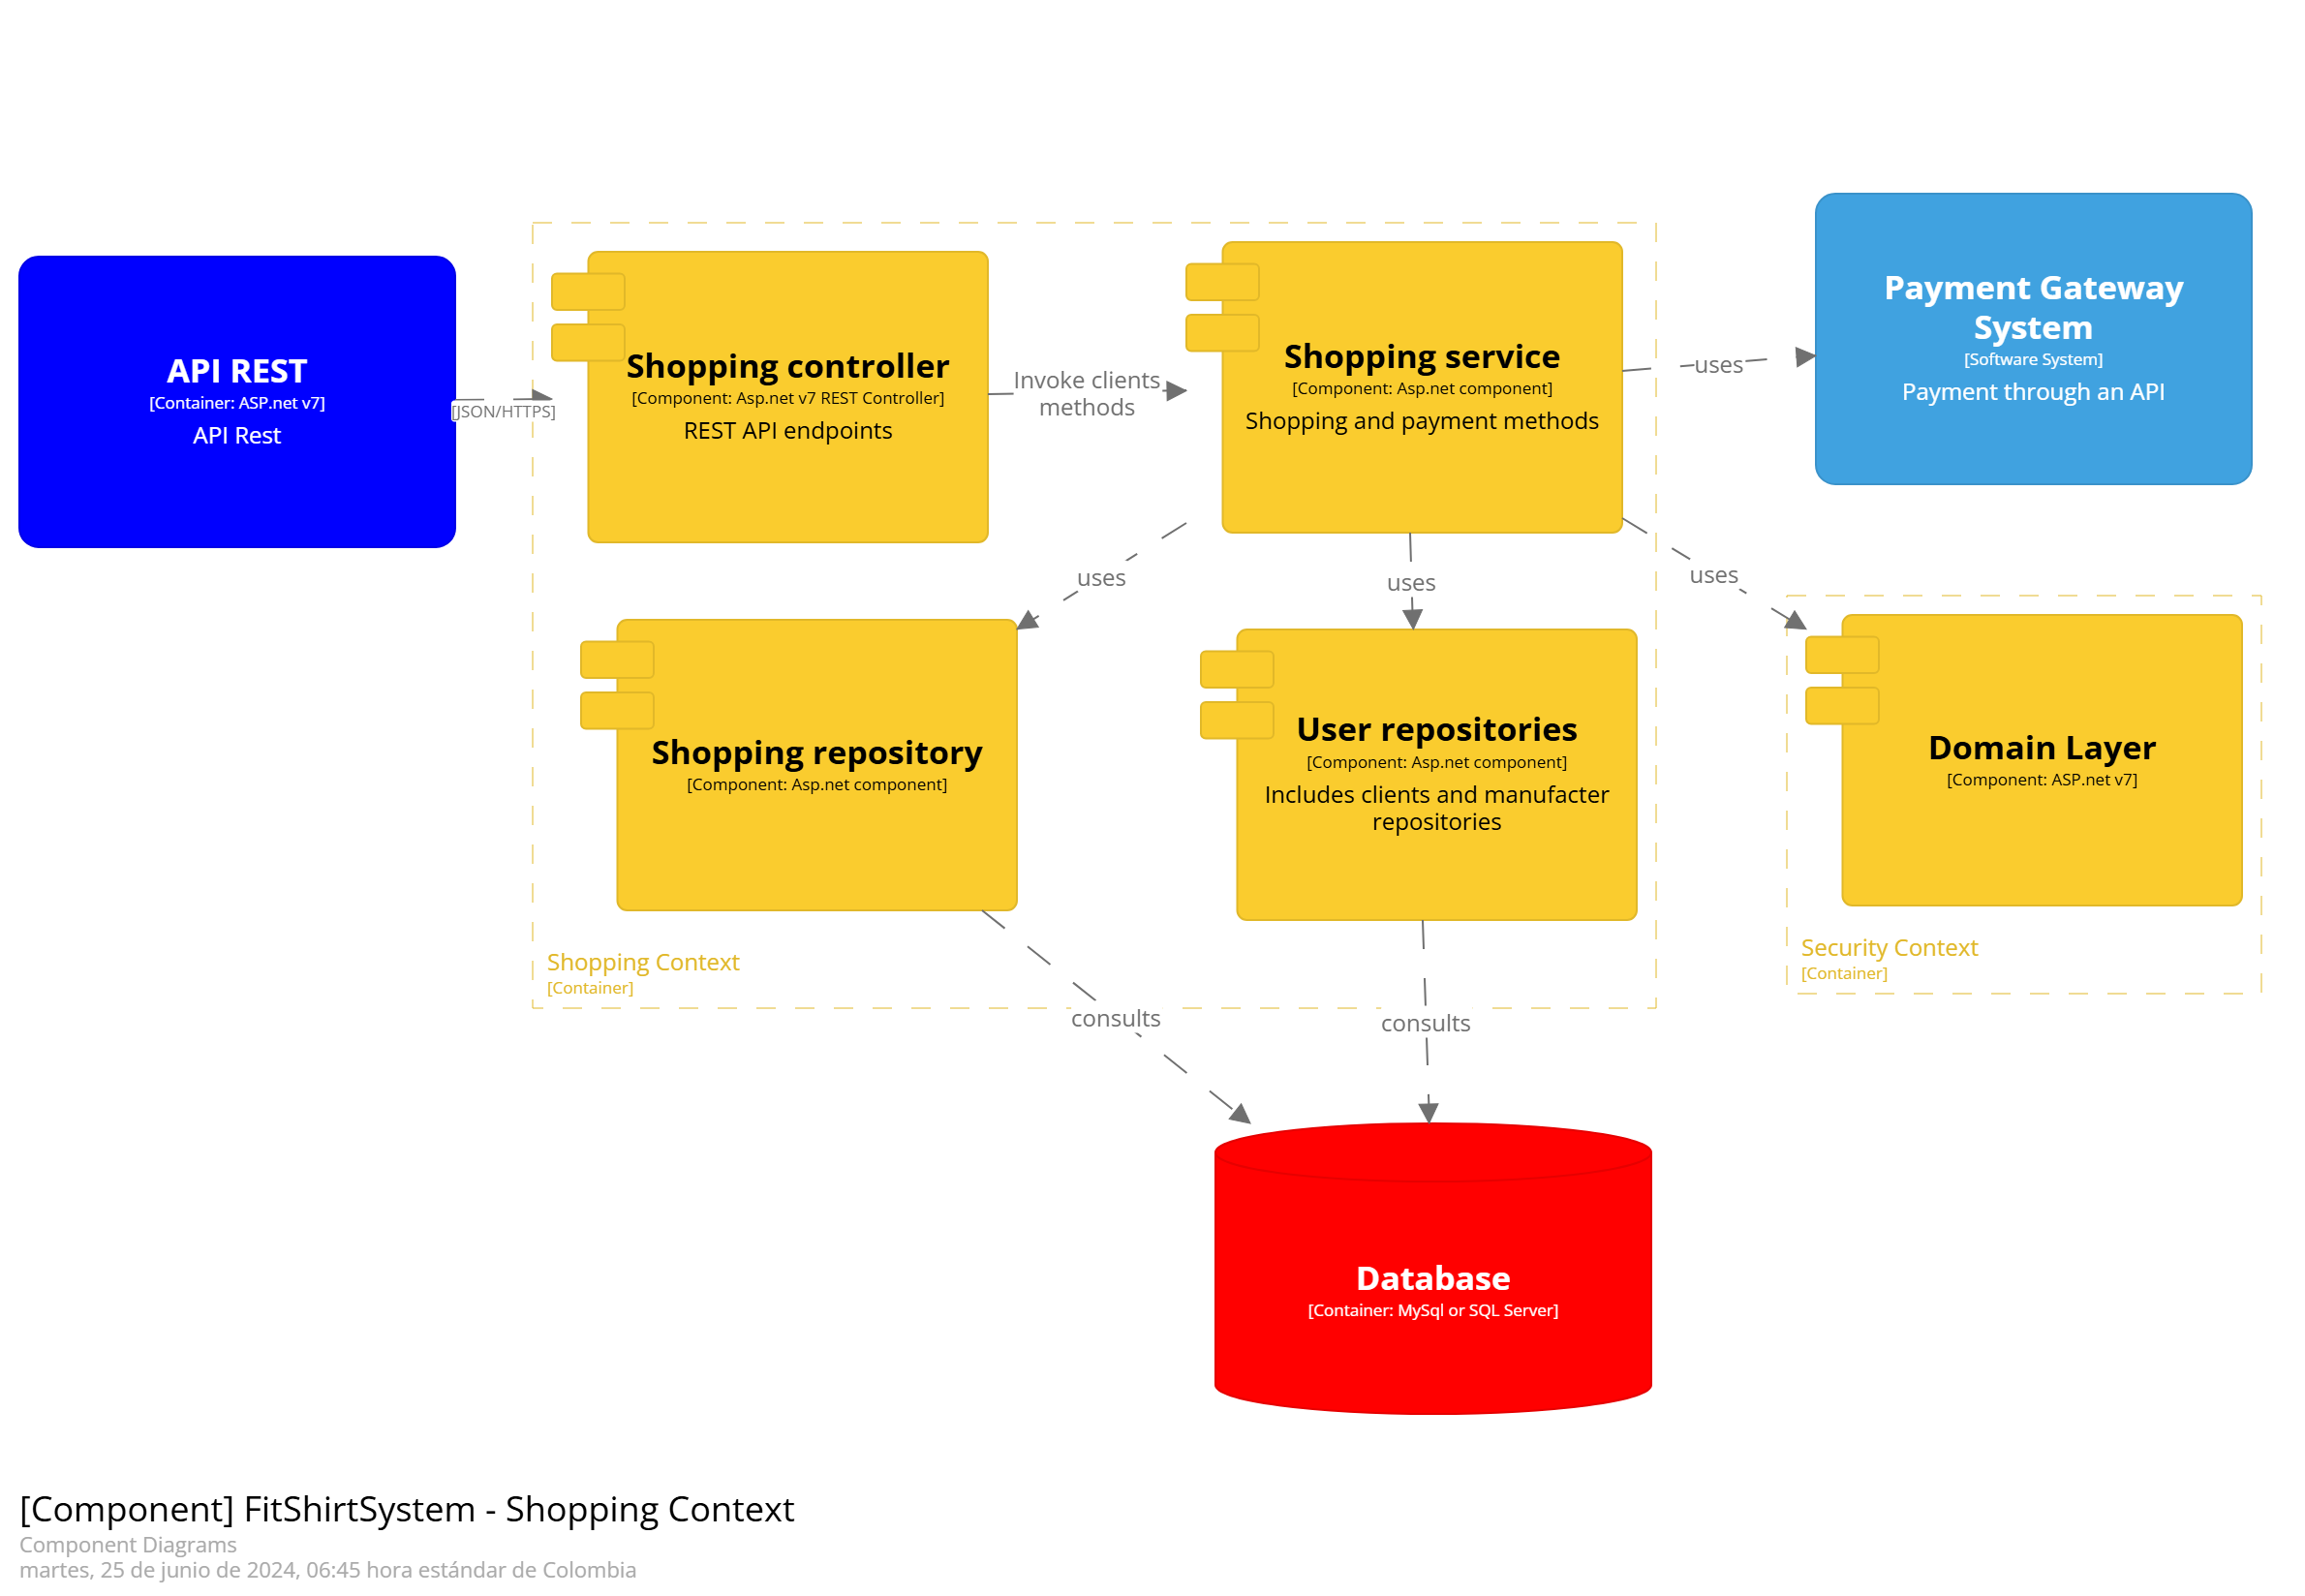 API REST
[Container: ASP.net v7]
API Rest
[JSON/HTTPS]
Shopping controller
[Component: Asp.net v7 REST Controller]
REST API endpoints
Invoke clients
methods
Shopping service
[Component: Asp.net component]
Shopping and payment methods
uses
Payment Gateway
System
[Software System]
Payment through an API
uses
uses
uses
Shopping repository
[Component: Asp.net component]
User repositories
[Component: Asp.net component]
Includes clients and manufacter
repositories
Domain Layer
[Component: ASP.net v7]
Shopping Context
[Container]
Security Context
[Container]
consults
consults
Database
[Container: MySql or SQL Server]
[Component] FitShirtSystem - Shopping Context
Component Diagrams
martes, 25 de junio de 2024, 06:45 hora estándar de Colombia